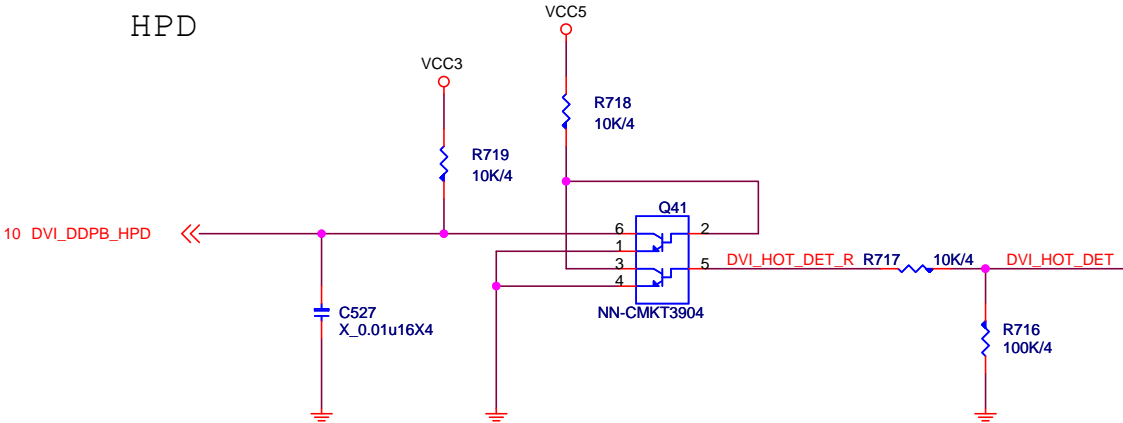 HPD
VCC5
VCC3
R718
10K/4
R719
10K/4
Q41
10 DVI_DDPB_HPD
6
2
1
3
5
4
DVI_HOT_DET_R
R717
10K/4
DVI_HOT_DET
NN-CMKT3904
C527
X_0.01u16X4
R716
100K/4